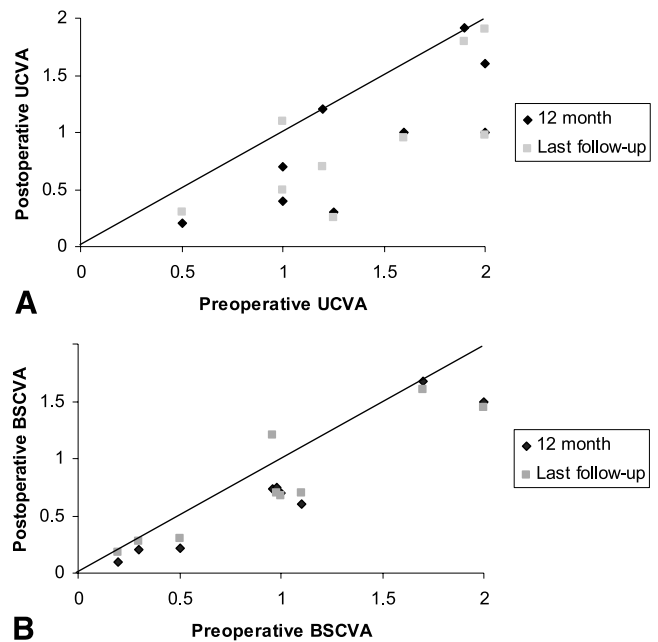 2
1.5
1
0.5
0
0 0.5 1 1.5 2
Postoperative UCVA
Preoperative UCVA
12 month
Last follow-up
A
1.5
1
0.5
0
0 0.5 1 1.5 2
Postoperative BSCVA
Preoperative BSCVA
12 month
Last follow-up
B